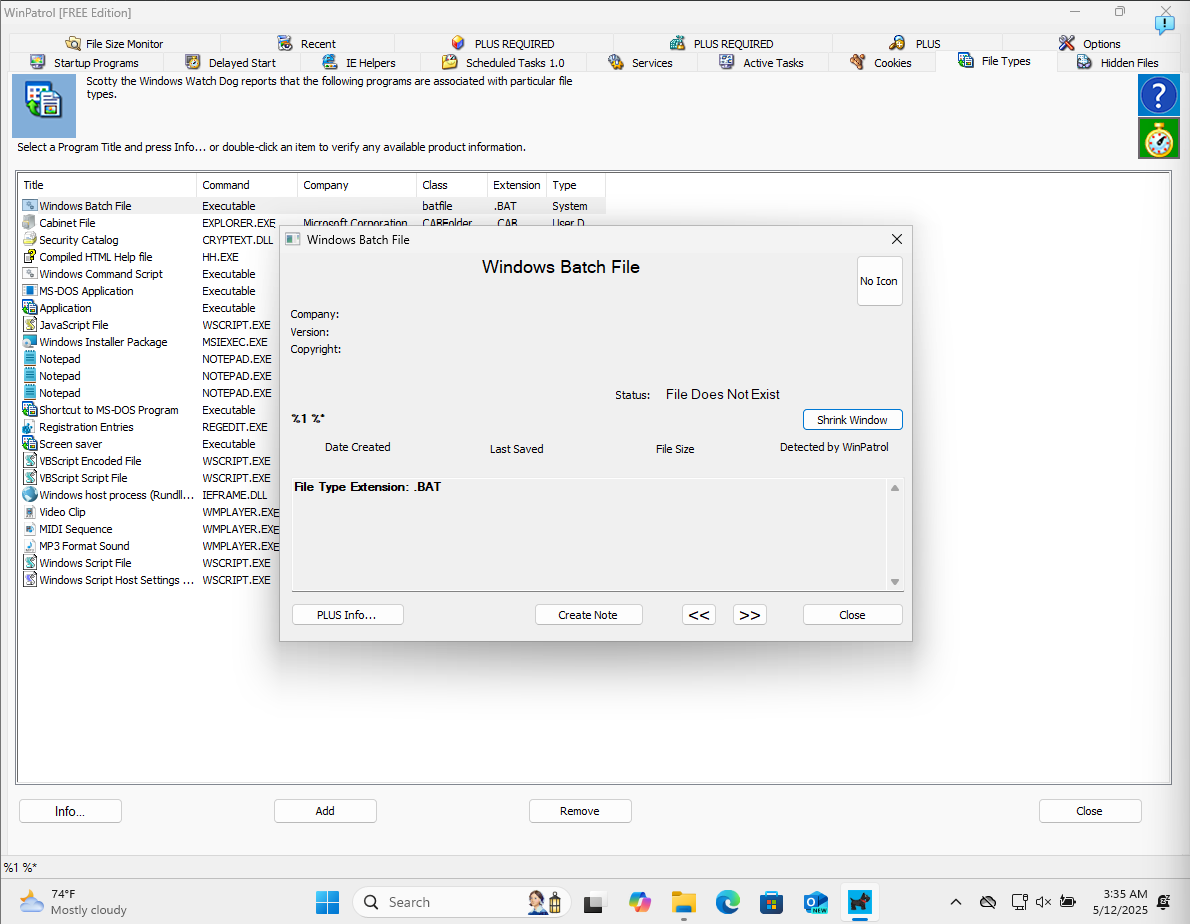 WinPatrol [FREE Edition]
File Size Monitor
Recent
PLUS REQUIRED
PLUS REQUIRED
PLUS
Options
Startup Programs
Delayed Start
IE Helpers
Scheduled Tasks 1.0
Services
Active Tasks
Cookies
File Types
Hidden Files
Scotty the Windows Watch Dog reports that the following programs are associated with particular file
types.
Select a Program Title and press Info... or double-click an item to verify any available product information.
Title Command Company Class Extension Type
Windows Batch File Executable batfile .BAT System
Cabinet File EXPLORER.EXE Microsoft Corporation CABFolder .CAB User D
Security Catalog CRYPTEXT.DLL
Compiled HTML Help file HH.EXE
Windows Command Script Executable
MS-DOS Application Executable
Application Executable
JavaScript File WSCRIPT.EXE
Windows Installer Package MSIEXEC.EXE
Notepad NOTEPAD.EXE
Notepad NOTEPAD.EXE
Notepad NOTEPAD.EXE
Shortcut to MS-DOS Program Executable
Registration Entries REGEDIT.EXE
Screen saver Executable
VBScript Encoded File WSCRIPT.EXE
VBScript Script File WSCRIPT.EXE
Windows host process (Rundll... IEFRAME.DLL
Video Clip WMPLAYER.EXE
MIDI Sequence WMPLAYER.EXE
MP3 Format Sound WMPLAYER.EXE
Windows Script File WSCRIPT.EXE
Windows Script Host Settings ... WSCRIPT.EXE
Windows Batch File
Windows Batch File
No Icon
Company:
Version:
Copyright:
Status: File Does Not Exist
%1 %*
Shrink Window
Date Created
Last Saved
File Size
Detected by WinPatrol
File Type Extension: .BAT
PLUS Info...
Create Note
<<
>>
Close
Info...
Add
Remove
Close
%1 %*
74°F
Mostly cloudy
Search
NEW
3:35 AM
5/12/2025